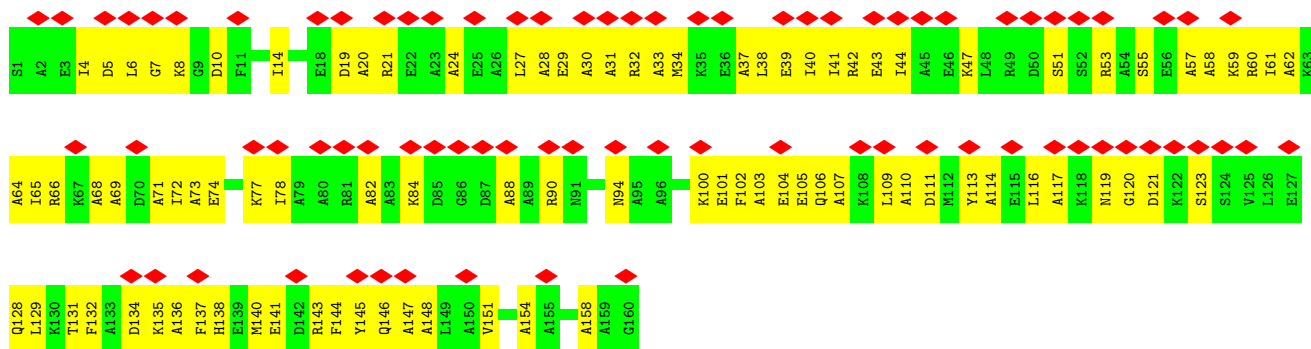 S1 A2 E3 I4 D5 L6 G7 K8 G9 D10 F11 I14 E18 D19 A20 R21 E22 A23 A24 E25 A26 L27 A28 E29 A30 A31 R32 A33 M34 K35 E36 A37 L38 E39 I40 I41 R42 E43 I44 A45 E46 K47 L48 R49 D50 S51 S52 R53 A54 S55 E56 A57 A58 K59 R60 I61 A62 K63
A64 I65 R66 K67 A68 A69 D70 A71 I72 A73 E74 K77 I78 A79 A80 R81 A82 A83 K84 D85 G86 D87 A88 A89 R90 N91 N94 A95 A96 K100 E101 F102 A103 E104 E105 Q106 A107 K108 L109 A110 D111 M112 Y113 A114 E115 L116 A117 K118 N119 G120 D121 K122 S123 S124 V125 L126 E127
Q128 L129 K130 T131 F132 A133 D134 K135 A136 F137 H138 E139 M140 E141 D142 R143 F144 Y145 Q146 A147 A148 L149 A150 V151 A154 A155 A158 A159 G160